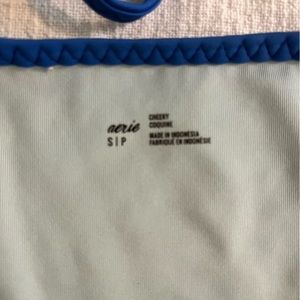 aerie
S|P
CHEEKY
COQUINE
MADE IN INDONESIA
FABRIQUÉ EN INDONÉSIE